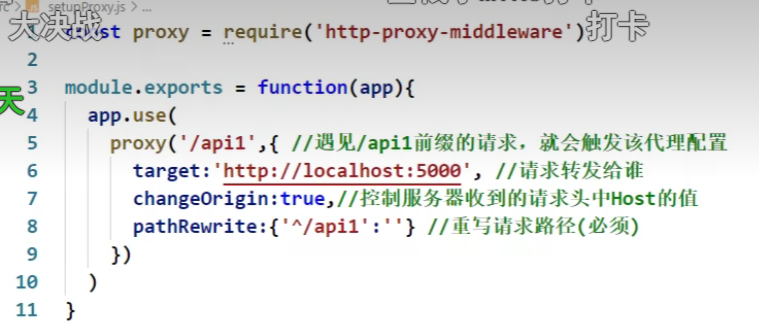 setupProxy.js > ...
大决战
打卡
天
1 const proxy = require('http-proxy-middleware')
2
3 module.exports = function(app){
4 app.use(
5 proxy('/api1',{ //遇见/api1前缀的请求，就会触发该代理配置
6 target:'http://localhost:5000', //请求转发给谁
7 changeOrigin:true,//控制服务器收到的请求头中Host的值
8 pathRewrite:{'^/api1':''} //重写请求路径(必须)
9 })
10 )
11 }